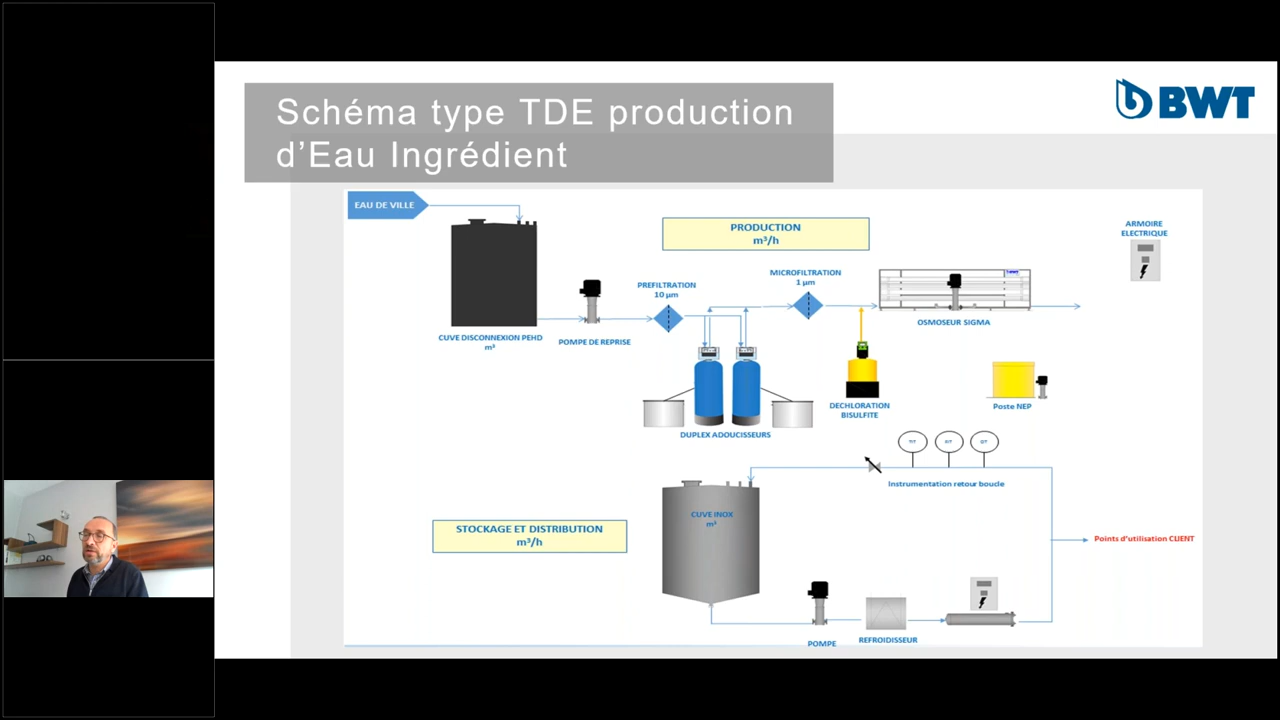 Schéma type TDE production
d’Eau Ingrédient
BWT
EAU DE VILLE
PRODUCTION
m³/h
ARMOIRE
ELECTRIQUE
PREFILTRATION
10 µm
MICROFILTRATION
1 µm
CUVE DISCONNEXION PEHD
m³
POMPE DE REPRISE
OSMOSEUR SIGMA
DUPLEX ADOUCISSEURS
DECHLORATION
BISULFITE
Poste NEP
Instrumentation retour boucle
CUVE INOX
m³
STOCKAGE ET DISTRIBUTION
m³/h
Points d’utilisation CLIENT
POMPE
REFROIDISSEUR